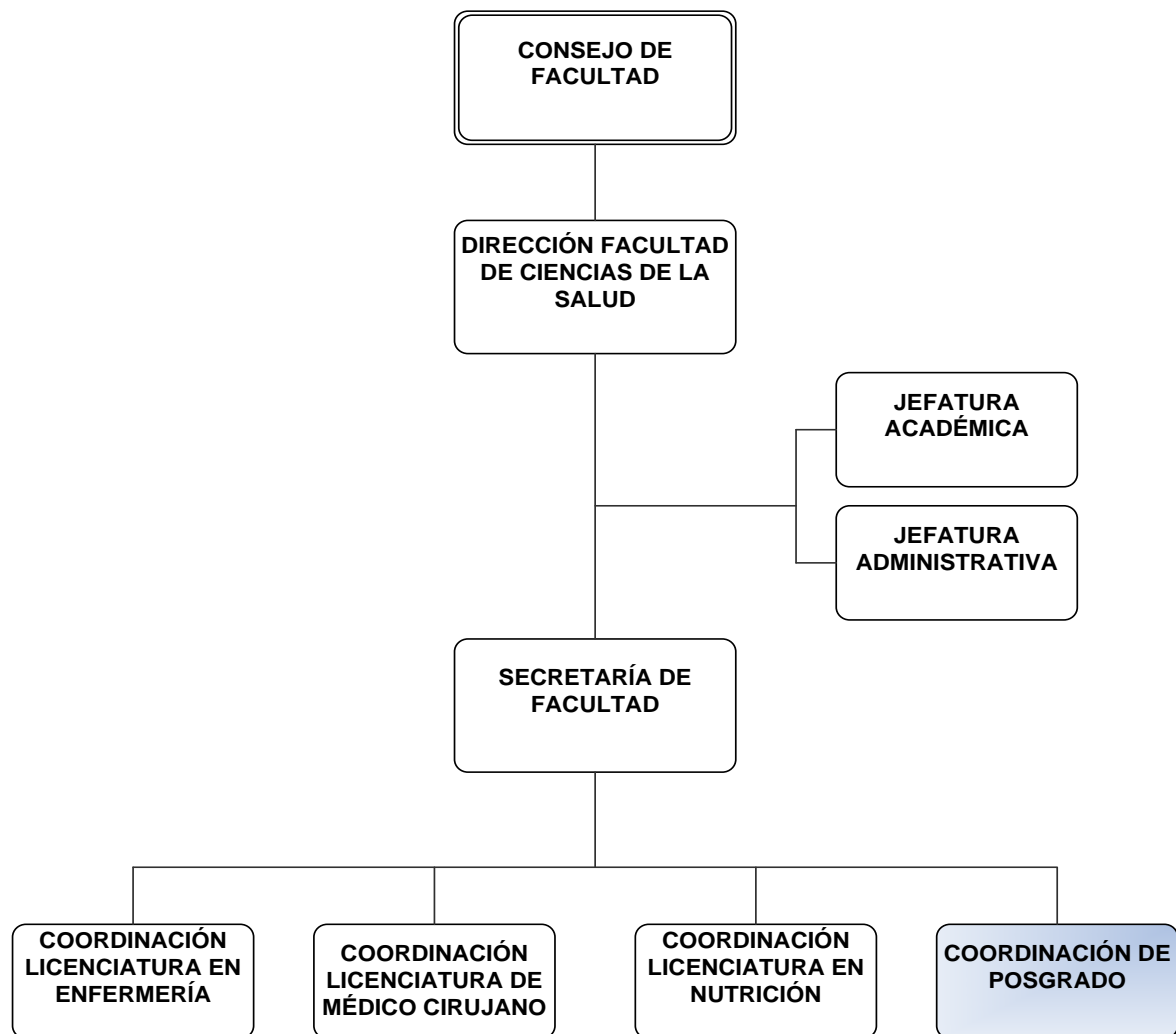 CONSEJO DE
FACULTAD
DIRECCIÓN FACULTAD
DE CIENCIAS DE LA
SALUD
JEFATURA
ACADÉMICA
JEFATURA
ADMINISTRATIVA
SECRETARÍA DE
FACULTAD
COORDINACIÓN
LICENCIATURA EN
ENFERMERÍA
COORDINACIÓN
LICENCIATURA DE
MÉDICO CIRUJANO
COORDINACIÓN
LICENCIATURA EN
NUTRICIÓN
COORDINACIÓN DE
POSGRADO